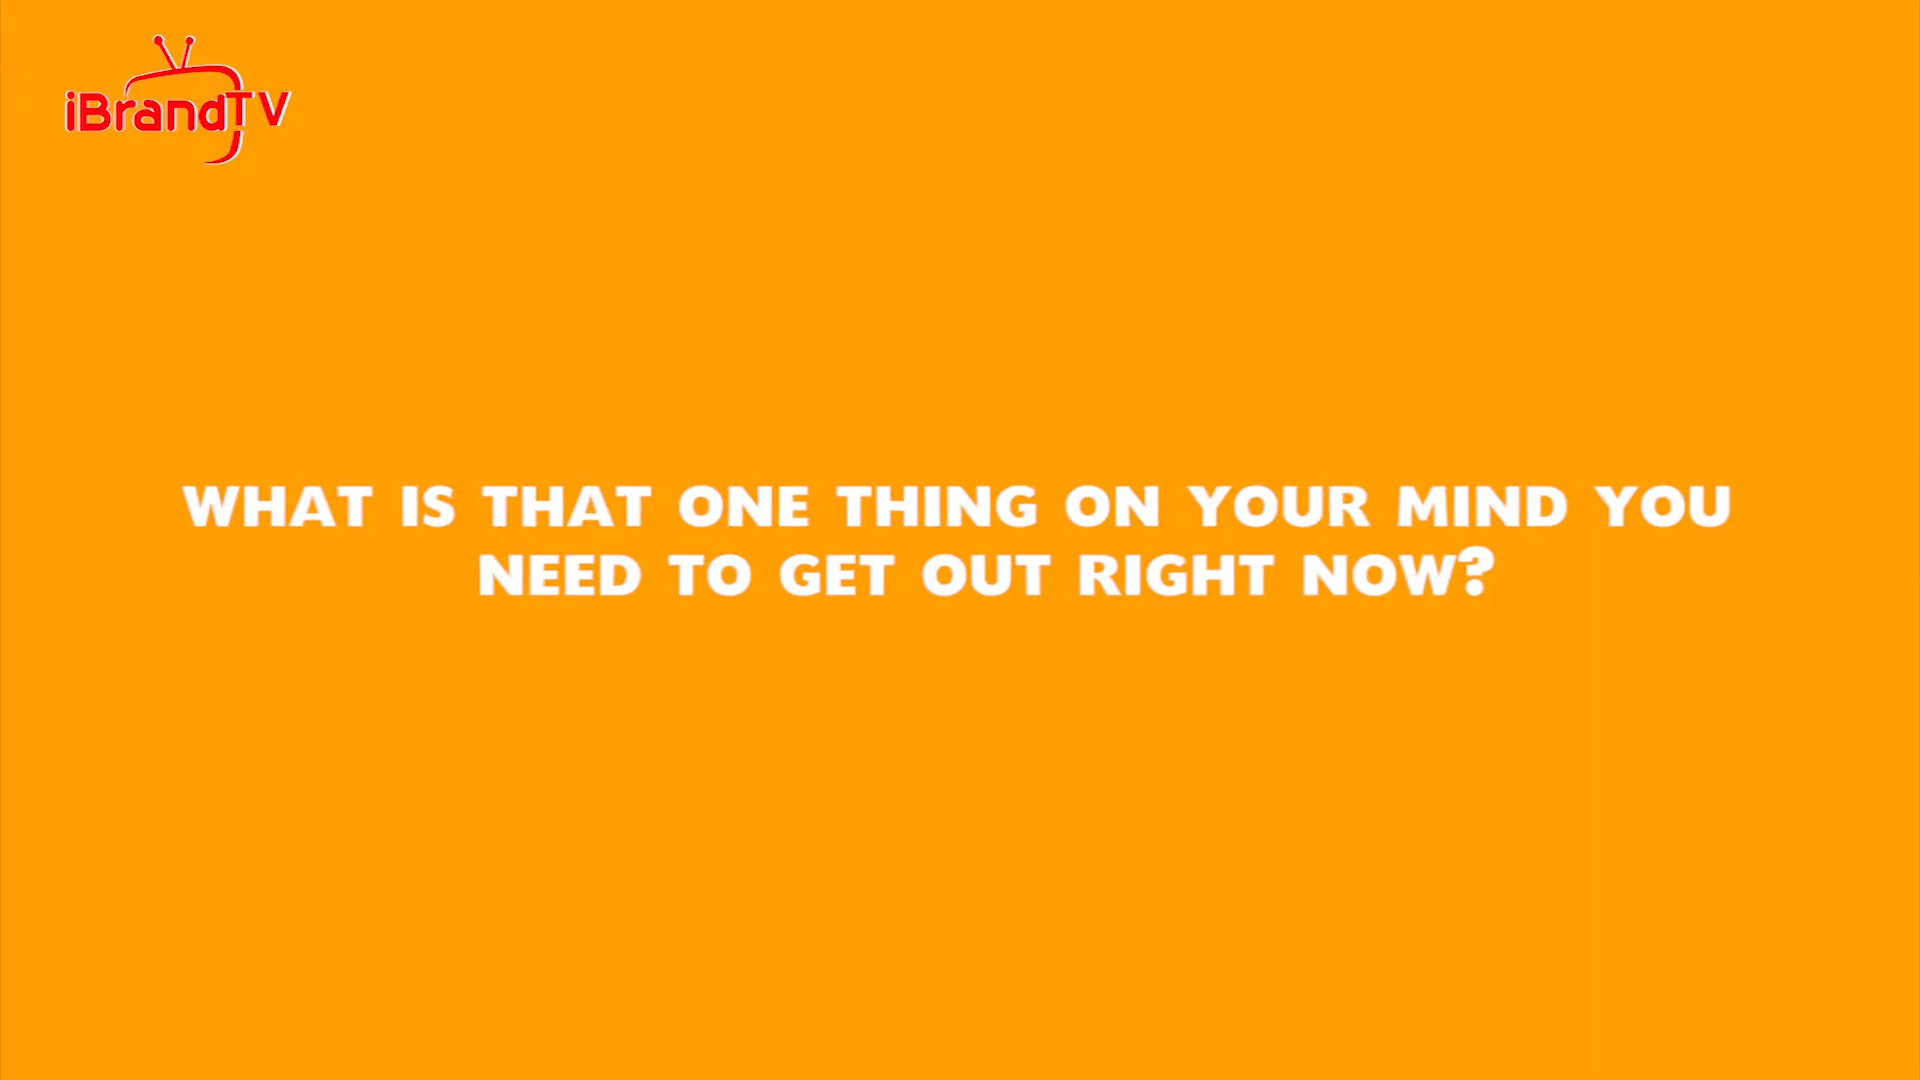 iBrandTV
WHAT IS THAT ONE THING ON YOUR MIND YOU
NEED TO GET OUT RIGHT NOW?